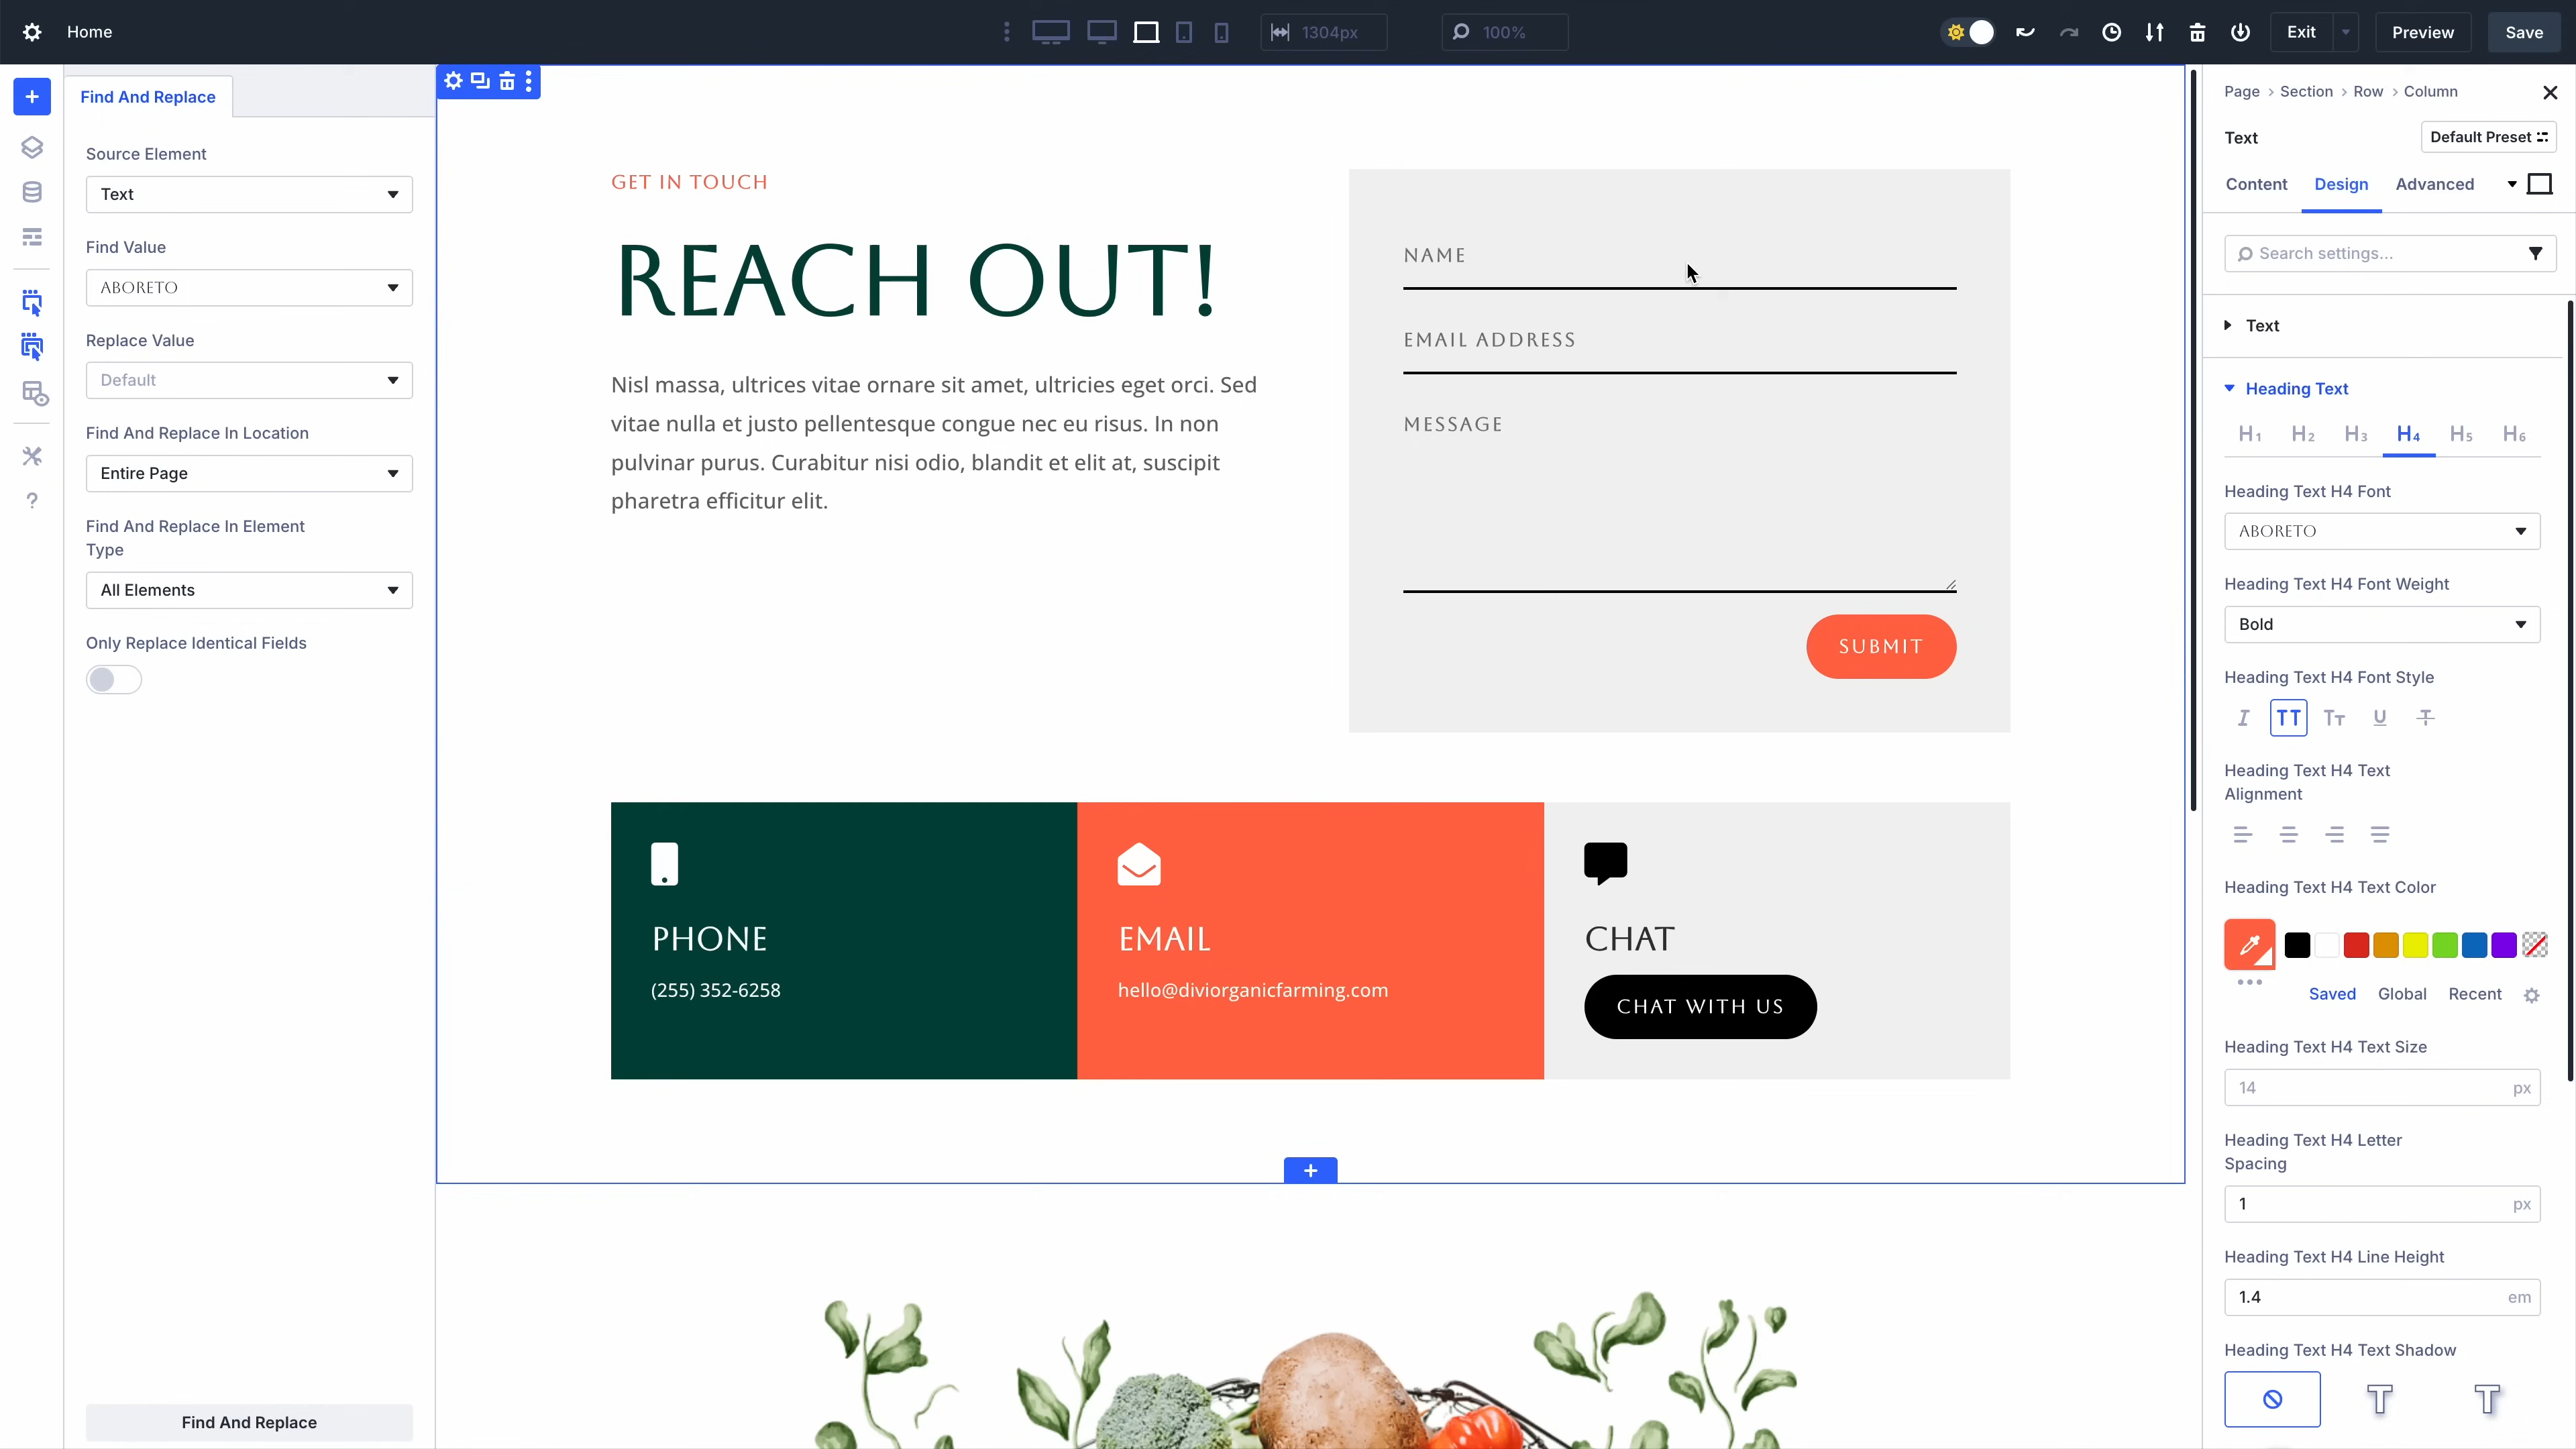 Home
1304px
100%
Exit
Preview
Save
Find And Replace
Source Element
Text
Find Value
ABORETO
Replace Value
Default
Find And Replace In Location
Entire Page
Find And Replace In Element
Type
All Elements
Only Replace Identical Fields
Find And Replace
GET IN TOUCH
REACH OUT!
Nisl massa, ultrices vitae ornare sit amet, ultricies eget orci. Sed
vitae nulla et justo pellentesque congue nec eu risus. In non
pulvinar purus. Curabitur nisi odio, blandit et elit at, suscipit
pharetra efficitur elit.
NAME
EMAIL ADDRESS
MESSAGE
SUBMIT
PHONE
(255) 352-6258
EMAIL
hello@diviorganicfarming.com
CHAT
CHAT WITH US
Page > Section > Row > Column
Text
Default Preset
Content
Design
Advanced
Search settings...
Text
Heading Text
H1 H2 H3 H4 H5 H6
Heading Text H4 Font
ABORETO
Heading Text H4 Font Weight
Bold
Heading Text H4 Font Style
I TT Tт U T
Heading Text H4 Text
Alignment
Heading Text H4 Text Color
Saved Global Recent
Heading Text H4 Text Size
14 px
Heading Text H4 Letter
Spacing
1 px
Heading Text H4 Line Height
1.4 em
Heading Text H4 Text Shadow
T T